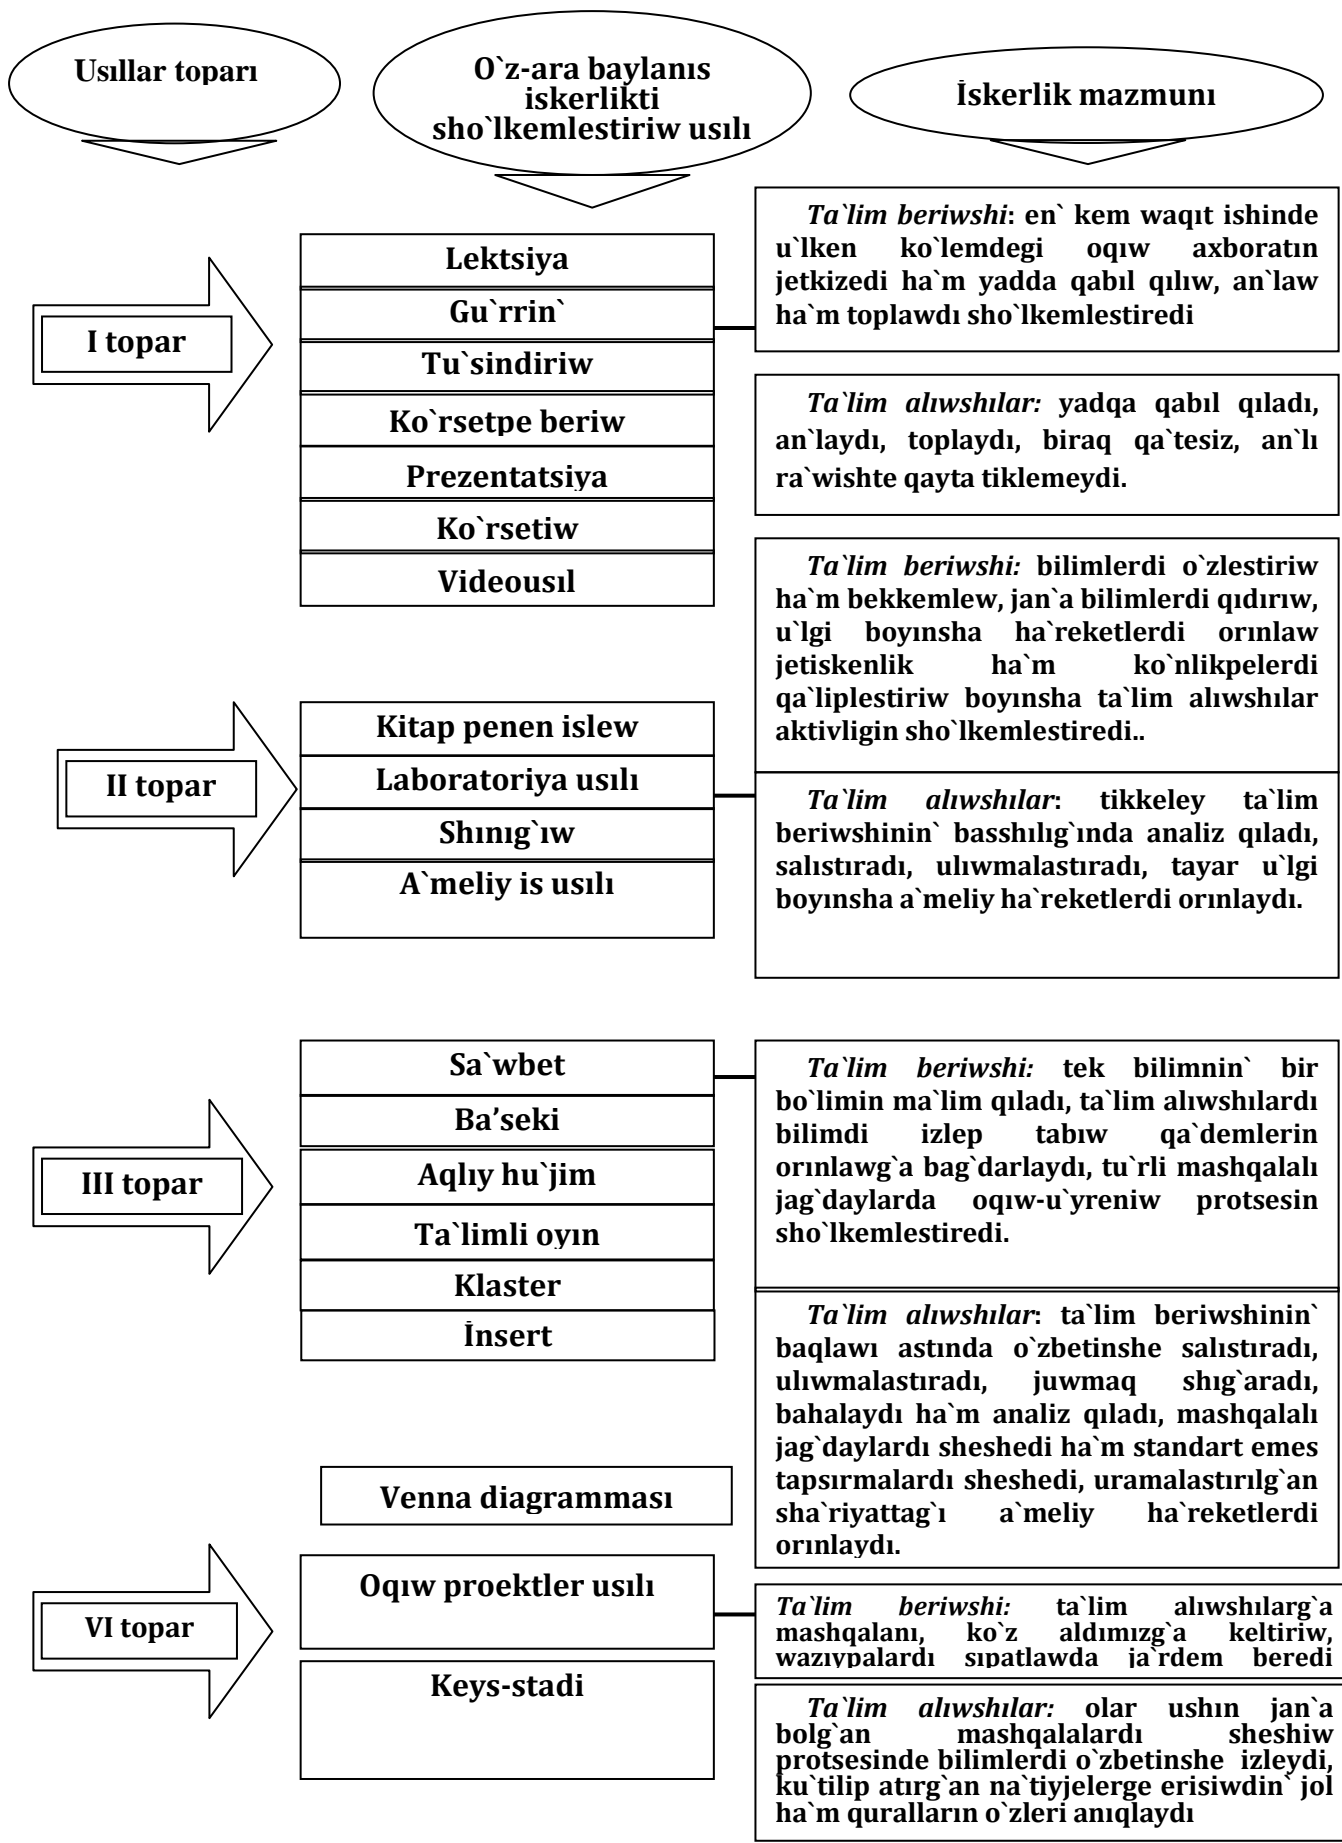 Usıllar toparı
O`z-ara baylanıs
iskerlikti
sho`lkemlestiriw usılı
İskerlik mazmunı
I topar
Lektsiya
Gu`rrin`
Tu`sindiriw
Ko`rsetpe beriw
Prezentatsiya
Ko`rsetiw
Videousıl
Ta`lim beriwshi: en` kem waqıt ishinde
u`lken ko`lemdegi oqıw axboratın
jetkizedi ha`m yadda qabıl qılıw, an`law
ha`m toplawdı sho`lkemlestiredi
Ta`lim alıwshılar: yadqa qabıl qıladı,
an`laydı, toplaydı, biraq qa`tesiz, an`lı
ra`wishte qayta tiklemeydi.
II topar
Kitap penen islew
Laboratoriya usılı
Shınıg`ıw
A`meliy is usılı
Ta`lim beriwshi: bilimlerdi o`zlestiriw
ha`m bekkemlew, jan`a bilimlerdi qıdırıw,
u`lgi boyınsha ha`reketlerdi orınlaw
jetiskenlik ha`m ko`nlikpelerdi
qa`liplestiriw boyınsha ta`lim alıwshılar
aktivligin sho`lkemlestiredi..
Ta`lim alıwshılar: tikkeley ta`lim
beriwshinin` basshılıg`ında analiz qıladı,
salıstıradı, ulıwmalastıradı, tayar u`lgi
boyınsha a`meliy ha`reketlerdi orınlaydı.
III topar
Sa`wbet
Ba’seki
Aqlıy hu`jim
Ta`limli oyın
Klaster
İnsert
Venna diagramması
Ta`lim beriwshi: tek bilimnin` bir
bo`limin ma`lim qıladı, ta`lim alıwshılardı
bilimdi izlep tabıw qa`demlerin
orınlawg`a bag`darlaydı, tu`rli mashqalalı
jag`daylarda oqıw-u`yreniw protsesin
sho`lkemlestiredi.
Ta`lim alıwshılar: ta`lim beriwshinin`
baqlawı astında o`zbetinshe salıstıradı,
ulıwmalastıradı, juwmaq shıg`aradı,
bahalaydı ha`m analiz qıladı, mashqalalı
jag`daylardı sheshedi ha`m standart emes
tapsırmalardı sheshedi, uramalastırılg`an
sha`riyattag`ı a`meliy ha`reketlerdi
orınlaydı.
VI topar
Oqıw proektler usılı
Keys-stadi
Ta`lim beriwshi: ta`lim alıwshılarg`a
mashqalanı, ko`z aldımızg`a keltiriw,
wazıypalardı sıpatlawda ja`rdem beredi
Ta`lim alıwshılar: olar ushın jan`a
bolg`an mashqalalardı sheshiw
protsesinde bilimlerdi o`zbetinshe izleydi,
ku`tilip atırg`an na`tiyjelerge erisiwdin` jol
ha`m quralların o`zleri anıqlaydı